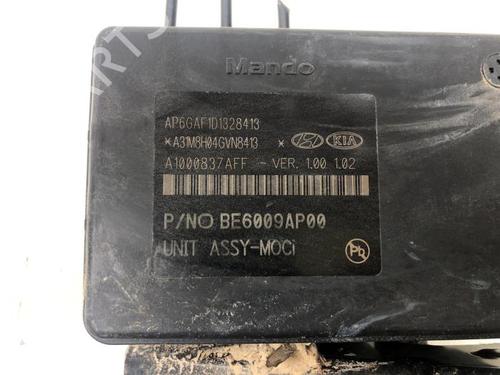 Mando
AP6GAF1D1328413
*A31M8H04GVN8413 * KIA
A1000837AFF - VER. 1.00 1.02
P/NO BE6009AP00
UNIT ASSY-MOCi
Pb